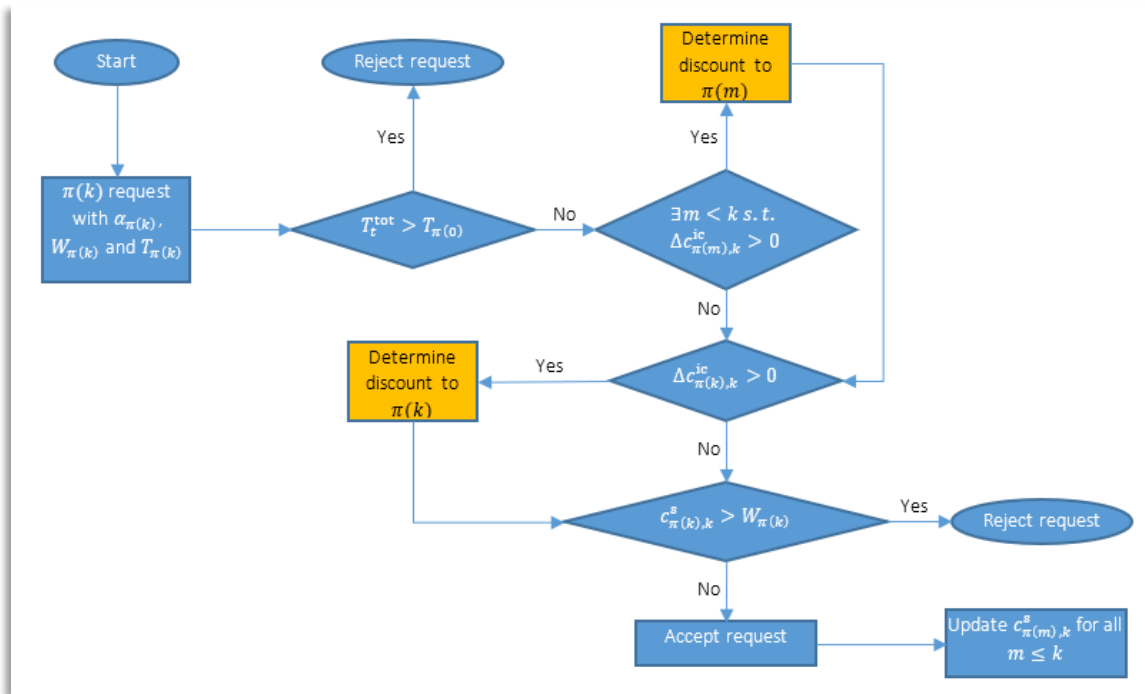 Start
Reject request
Determine
discount to
π(m)
Yes
Yes
π(k) request
with α_π(k),
W_π(k) and T_π(k)
T_t^tot > T_π(0)
No
∃m < k s.t.
Δc^ic_π(m),k > 0
No
Determine
discount to
π(k)
Yes
Δc^ic_π(k),k > 0
No
c^s_π(k),k > W_π(k)
Yes
Reject request
No
Accept request
Update c^s_π(m),k for all
m ≤ k